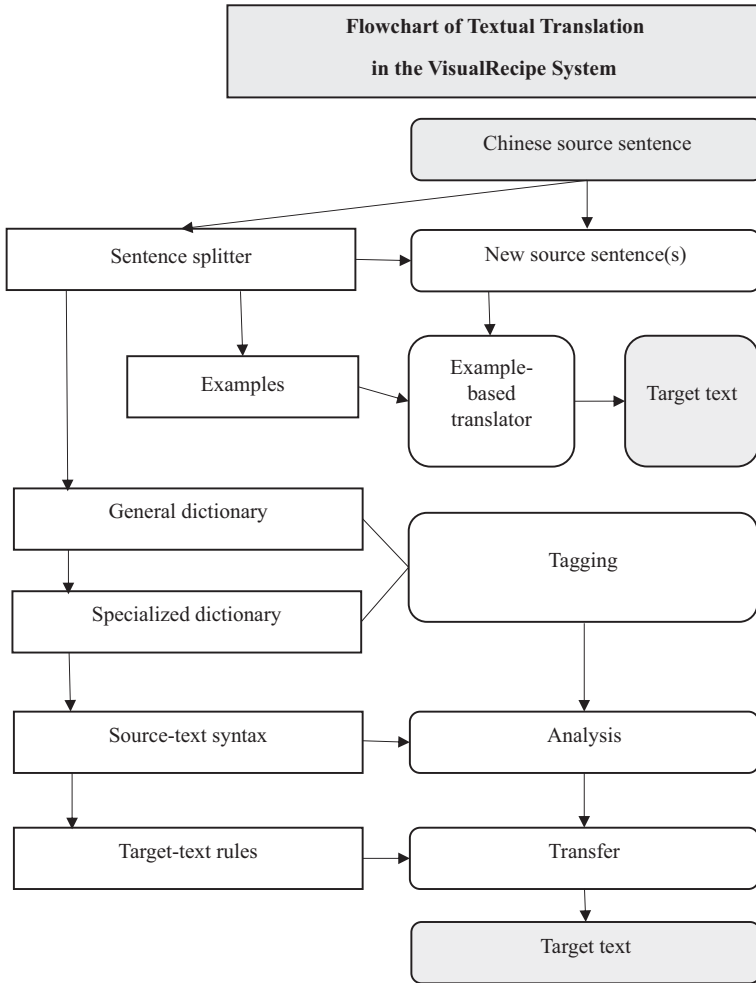 Flowchart of Textual Translation
in the VisualRecipe System
Chinese source sentence
Sentence splitter
New source sentence(s)
Examples
Example-
based
translator
Target text
General dictionary
Tagging
Specialized dictionary
Source-text syntax
Analysis
Target-text rules
Transfer
Target text